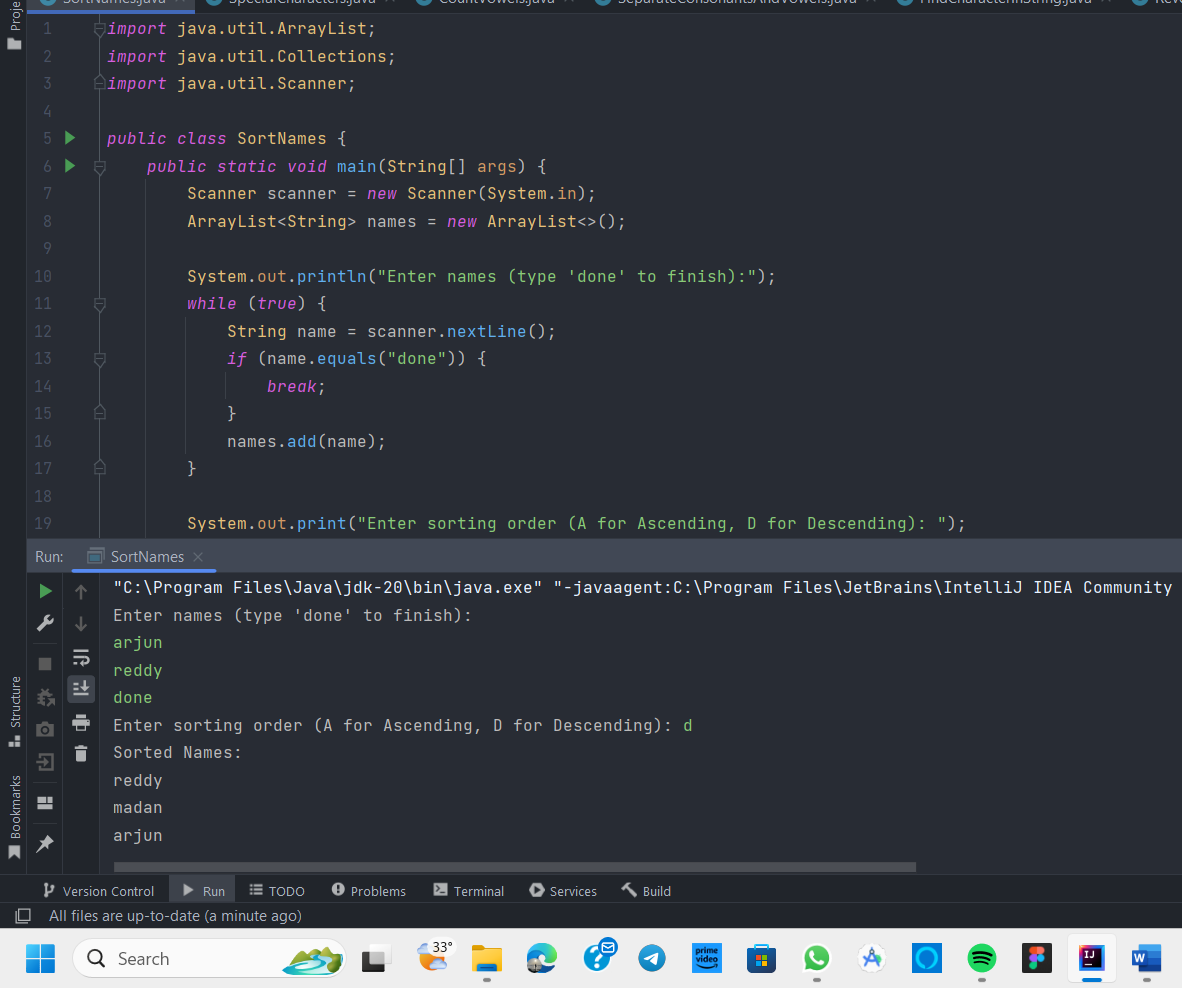 SortNames.java SpecialCharacters.java CountVowels.java SeparateConsonantsAndVowels.java FindCharacterInString.java
Proje
1 import java.util.ArrayList;
2 import java.util.Collections;
3 import java.util.Scanner;
4
5 public class SortNames {
6 public static void main(String[] args) {
7 Scanner scanner = new Scanner(System.in);
8 ArrayList<String> names = new ArrayList<>();
9
10 System.out.println("Enter names (type 'done' to finish):");
11 while (true) {
12 String name = scanner.nextLine();
13 if (name.equals("done")) {
14 break;
15 }
16 names.add(name);
17 }
18
19 System.out.print("Enter sorting order (A for Ascending, D for Descending): ");
Run: SortNames
"C:\Program Files\Java\jdk-20\bin\java.exe" "-javaagent:C:\Program Files\JetBrains\IntelliJ IDEA Community
Enter names (type 'done' to finish):
arjun
reddy
done
Enter sorting order (A for Ascending, D for Descending): d
Sorted Names:
reddy
madan
arjun
Structure
Bookmarks
Version Control Run TODO Problems Terminal Services Build
All files are up-to-date (a minute ago)
Search
33°
prime video
IJ
W